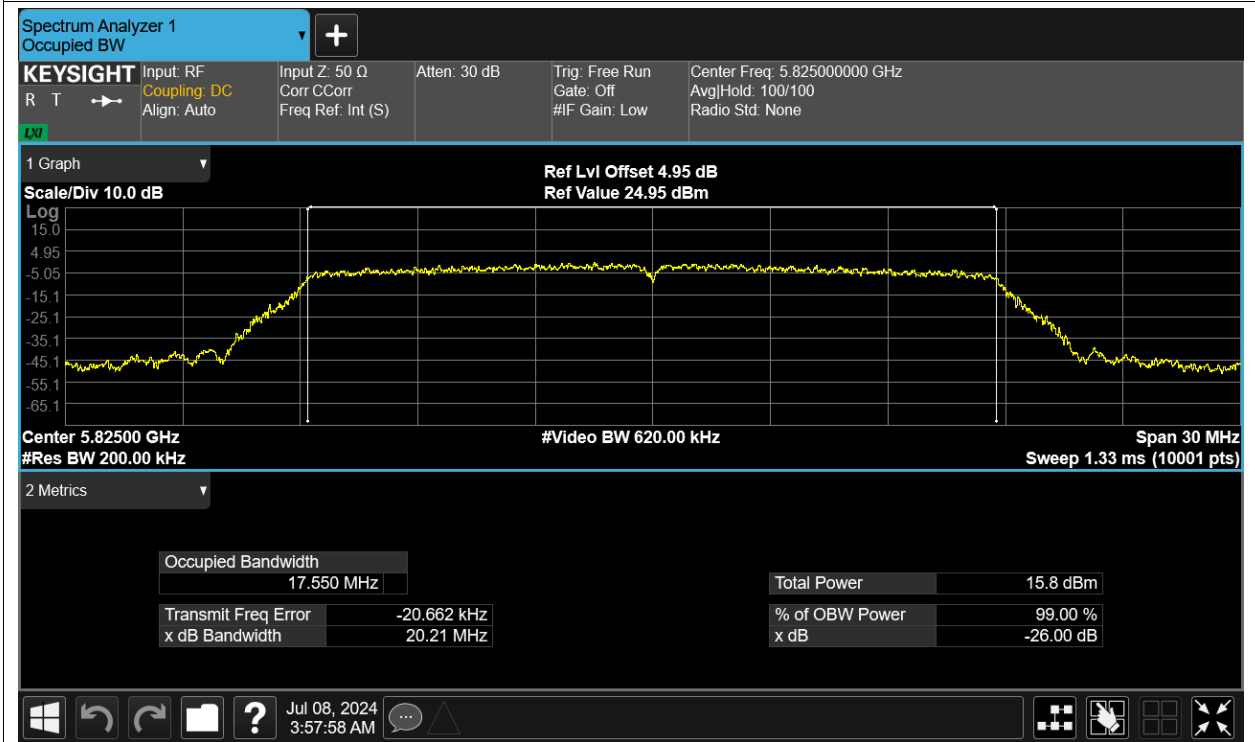 Spectrum Analyzer 1
Occupied BW
KEYSIGHT
R T
LXI
Input: RF
Coupling: DC
Align: Auto
Input Z: 50 Ω
Corr CCorr
Freq Ref: Int (S)
Atten: 30 dB
Trig: Free Run
Gate: Off
#IF Gain: Low
Center Freq: 5.825000000 GHz
Avg|Hold: 100/100
Radio Std: None
1 Graph
Scale/Div 10.0 dB
Ref Lvl Offset 4.95 dB
Ref Value 24.95 dBm
Log
15.0
4.95
-5.05
-15.1
-25.1
-35.1
-45.1
-55.1
-65.1
Center 5.82500 GHz
#Res BW 200.00 kHz
#Video BW 620.00 kHz
Span 30 MHz
Sweep 1.33 ms (10001 pts)
2 Metrics
Occupied Bandwidth
17.550 MHz
Transmit Freq Error -20.662 kHz
x dB Bandwidth 20.21 MHz
Total Power 15.8 dBm
% of OBW Power 99.00 %
x dB -26.00 dB
?
Jul 08, 2024
3:57:58 AM